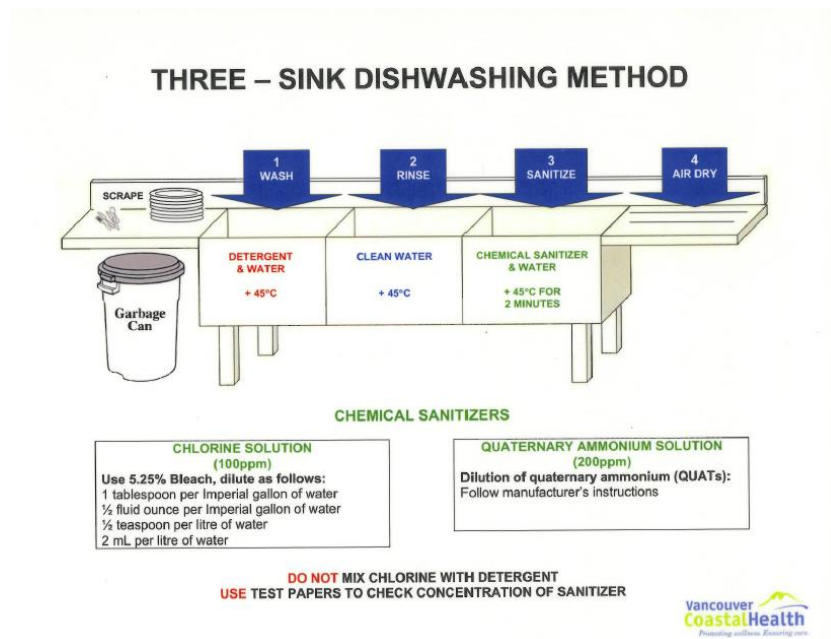 THREE – SINK DISHWASHING METHOD
1
WASH
2
RINSE
3
SANITIZE
4
AIR DRY
SCRAPE
DETERGENT
& WATER
+ 45°C
CLEAN WATER
+ 45°C
CHEMICAL SANITIZER
& WATER
+ 45°C FOR
2 MINUTES
Garbage
Can
CHEMICAL SANITIZERS
CHLORINE SOLUTION
(100ppm)
Use 5.25% Bleach, dilute as follows:
1 tablespoon per Imperial gallon of water
½ fluid ounce per Imperial gallon of water
½ teaspoon per litre of water
2 mL per litre of water
QUATERNARY AMMONIUM SOLUTION
(200ppm)
Dilution of quaternary ammonium (QUATs):
Follow manufacturer's instructions
DO NOT MIX CHLORINE WITH DETERGENT
USE TEST PAPERS TO CHECK CONCENTRATION OF SANITIZER
Vancouver
CoastalHealth
Promoting wellness. Ensuring care.